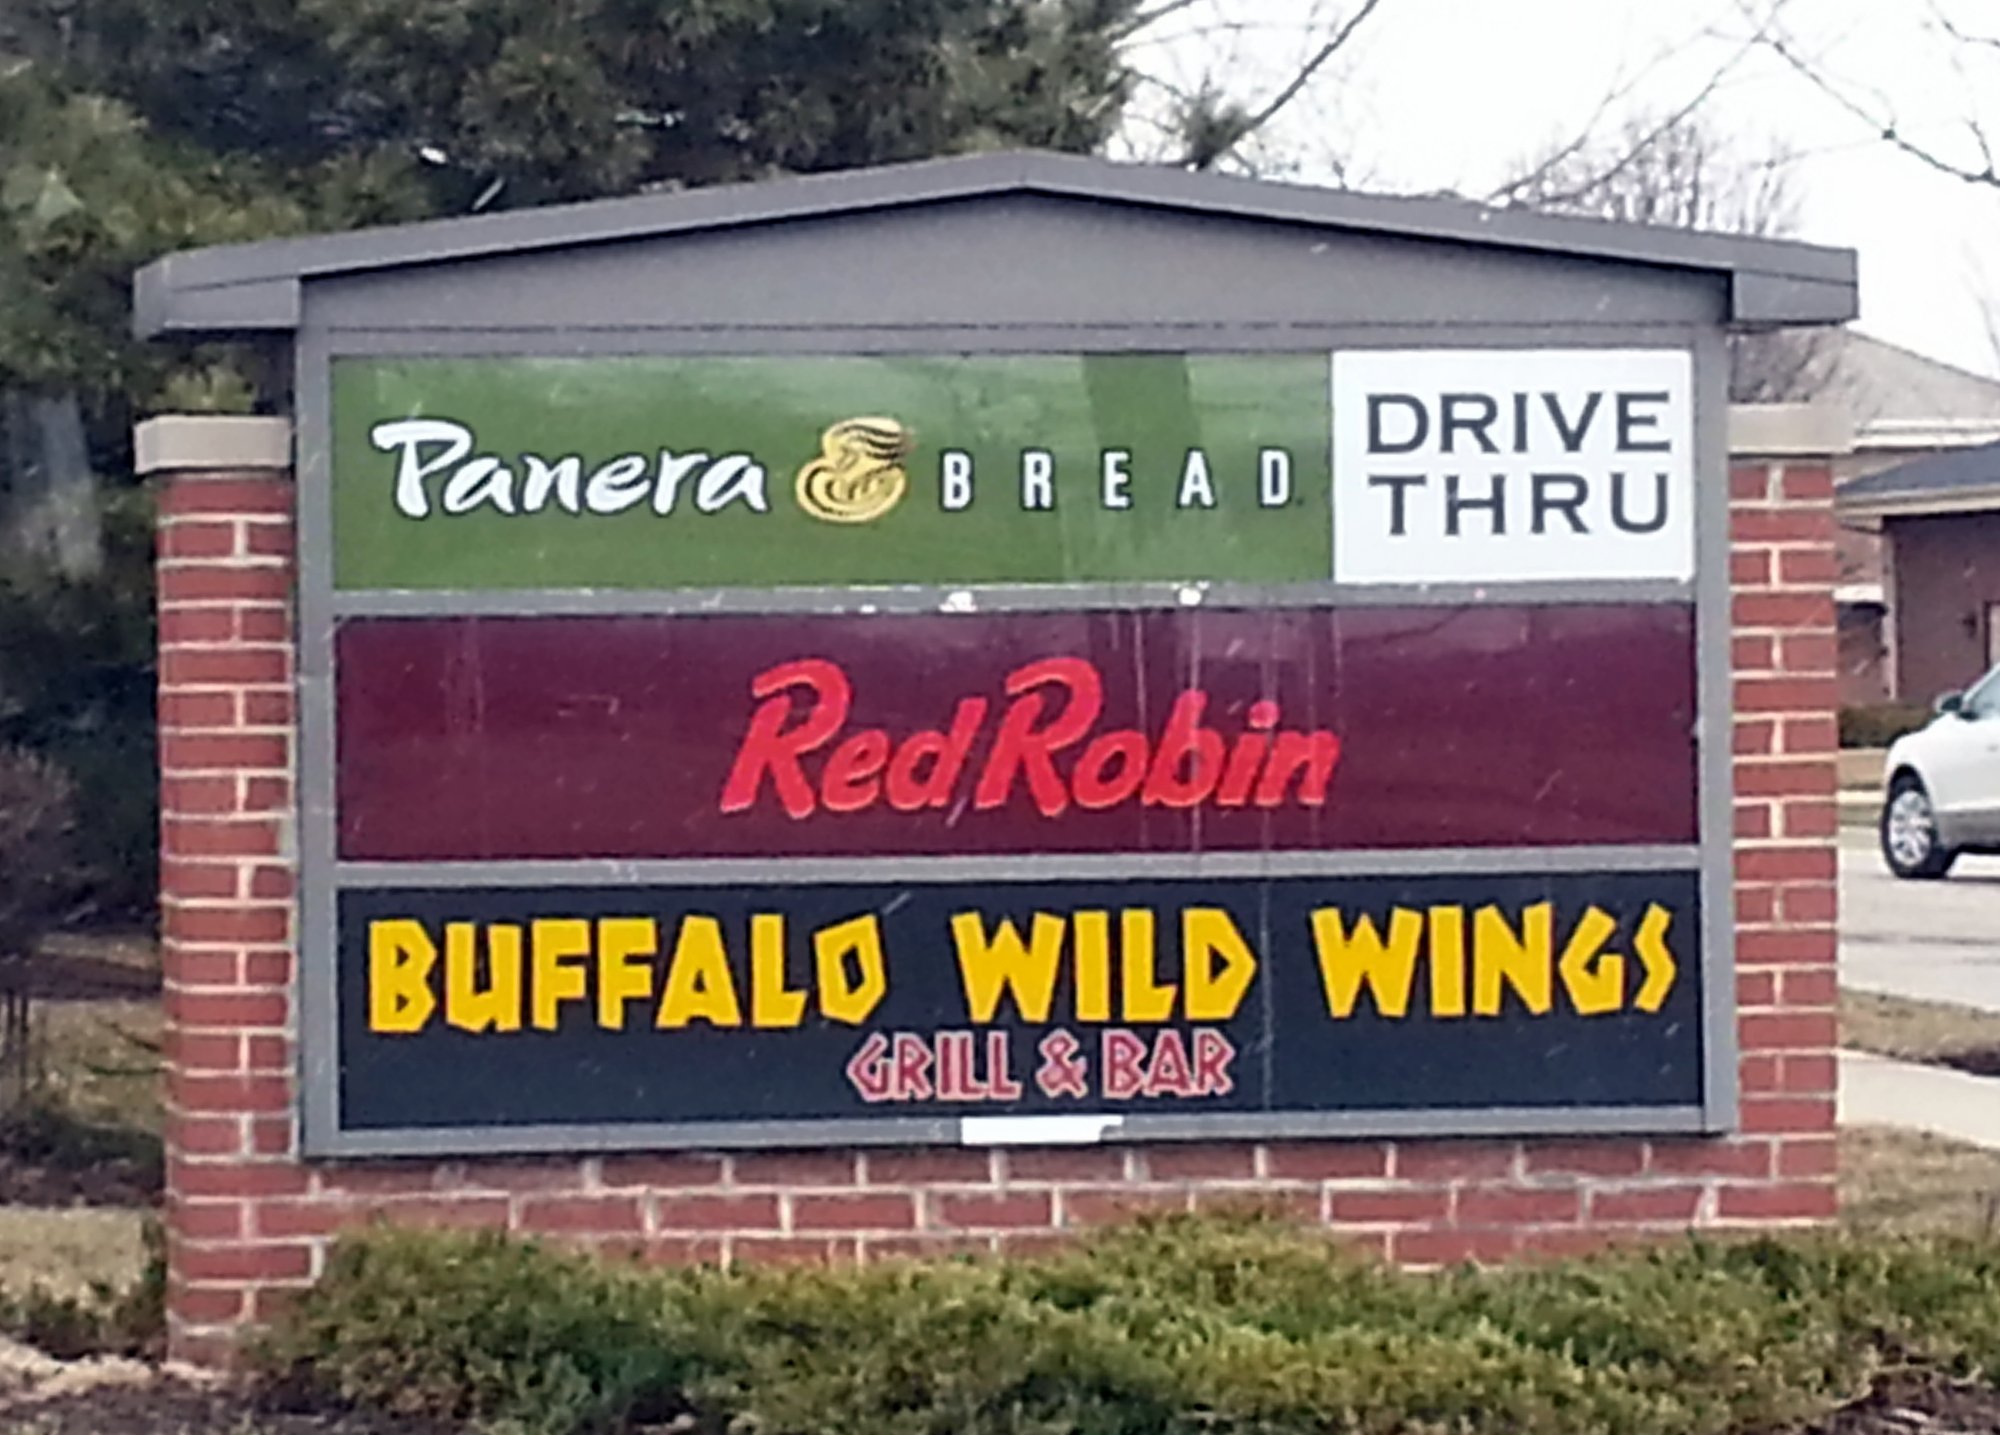 Panera BREAD
DRIVE
THRU
Red Robin
BUFFALO WILD WINGS
GRILL & BAR